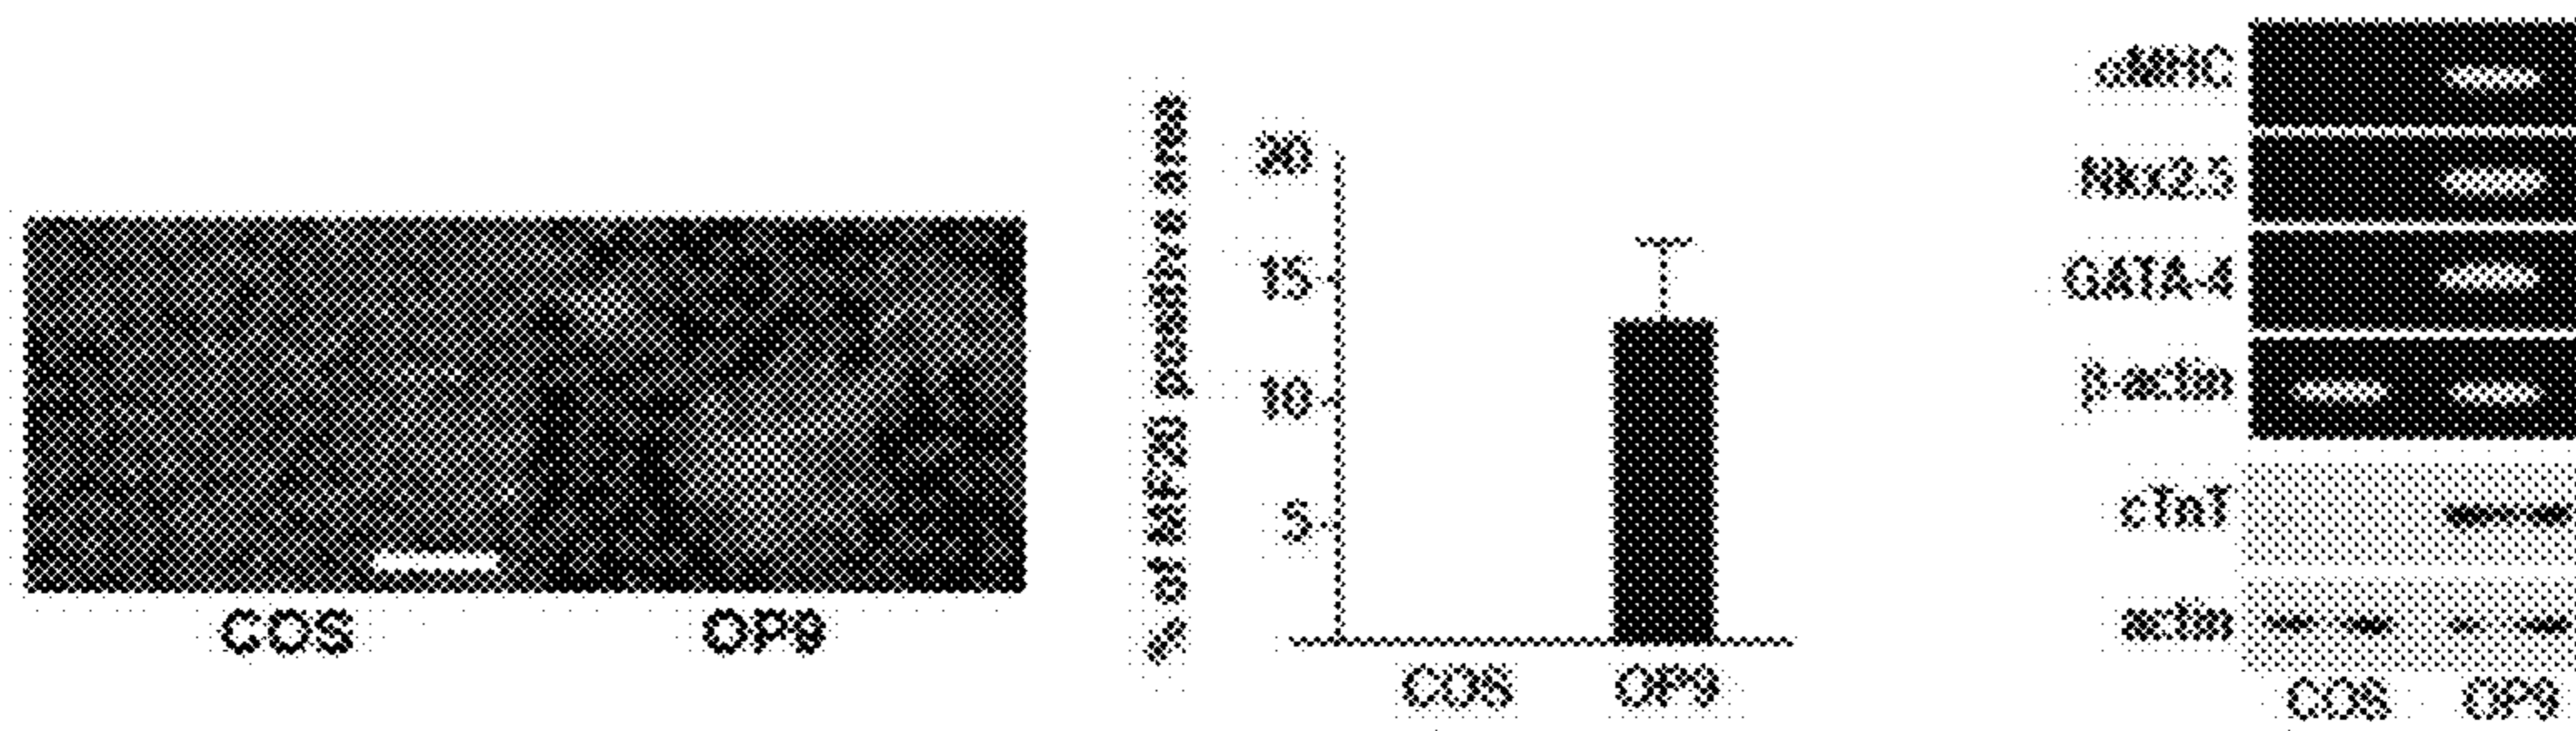 COS OP9
% of MF20 positive area
20
15
10
5
COS OP9
αMHC
Nkx2.5
GATA-4
β-actin
cTnT
actin
COS OP9